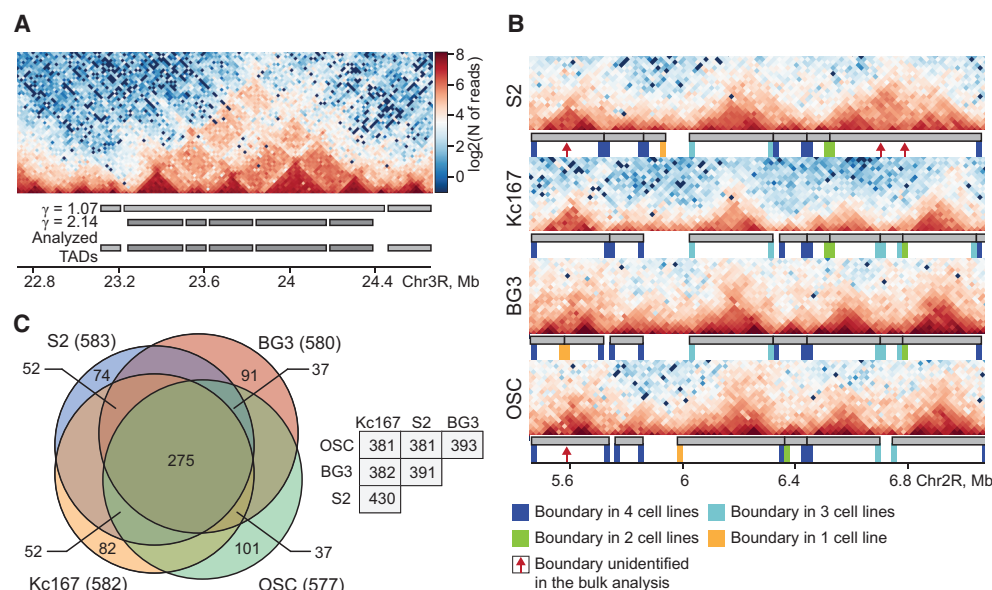 A
8
6
4
2
0
log2(N of reads)
γ = 1.07
γ = 2.14
Analyzed
TADs
22.8 23.2 23.6 24 24.4 Chr3R, Mb
B
S2
Kc167
BG3
OSC
5.6 6 6.4 6.8 Chr2R, Mb
Boundary in 4 cell lines
Boundary in 3 cell lines
Boundary in 2 cell lines
Boundary in 1 cell line
Boundary unidentified
in the bulk analysis
C
S2 (583)
BG3 (580)
52
74
91
37
275
52
82
101
37
Kc167 (582)
OSC (577)
Kc167 S2 BG3
OSC 381 381 393
BG3 382 391
S2 430